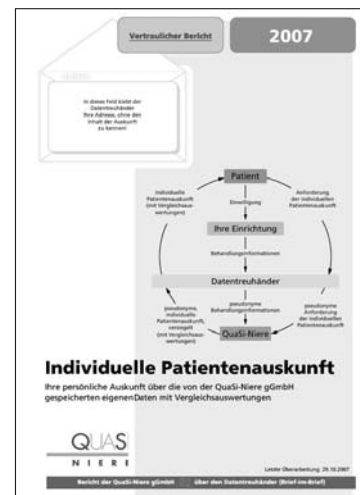 Vertraulicher Bericht
2007
In dieses Feld klebt der
Datentreuhänder
Ihre Adresse, ohne den
Inhalt der Auskunft
zu kennen!
Patient
Individuelle
Patientenauskunft
(mit Vergleichsaus-
wertungen)
Einwilligung
Anforderung
der individuellen
Patientenauskunft
Ihre Einrichtung
Behandlungsinformationen
Datentreuhänder
pseudonyme,
individuelle
Patientenauskunft,
versiegelt
(mit Vergleichsaus-
wertungen)
pseudonyme
Behandlungsinformationen
pseudonyme
Anforderung
der individuellen
Patientenauskunft
QuaSi-Niere
Individuelle Patientenauskunft
Ihre persönliche Auskunft über die von der QuaSi-Niere gGmbH
gespeicherten eigenen Daten mit Vergleichsauswertungen
QUAS
NIERE
Letzte Überarbeitung: 29.10.2007
Bericht der QuaSi-Niere gGmbH über den Datentreuhänder (Brief-im-Brief)